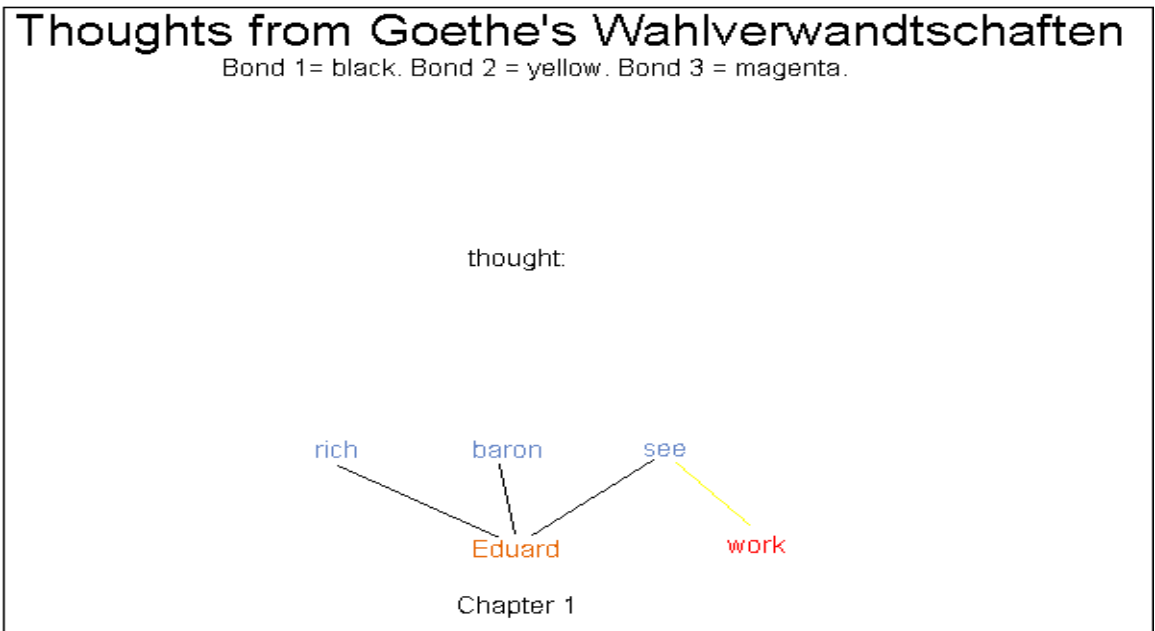 Thoughts from Goethe's Wahlverwandtschaften
Bond 1= black. Bond 2 = yellow. Bond 3 = magenta.
thought:
rich baron see
Eduard work
Chapter 1